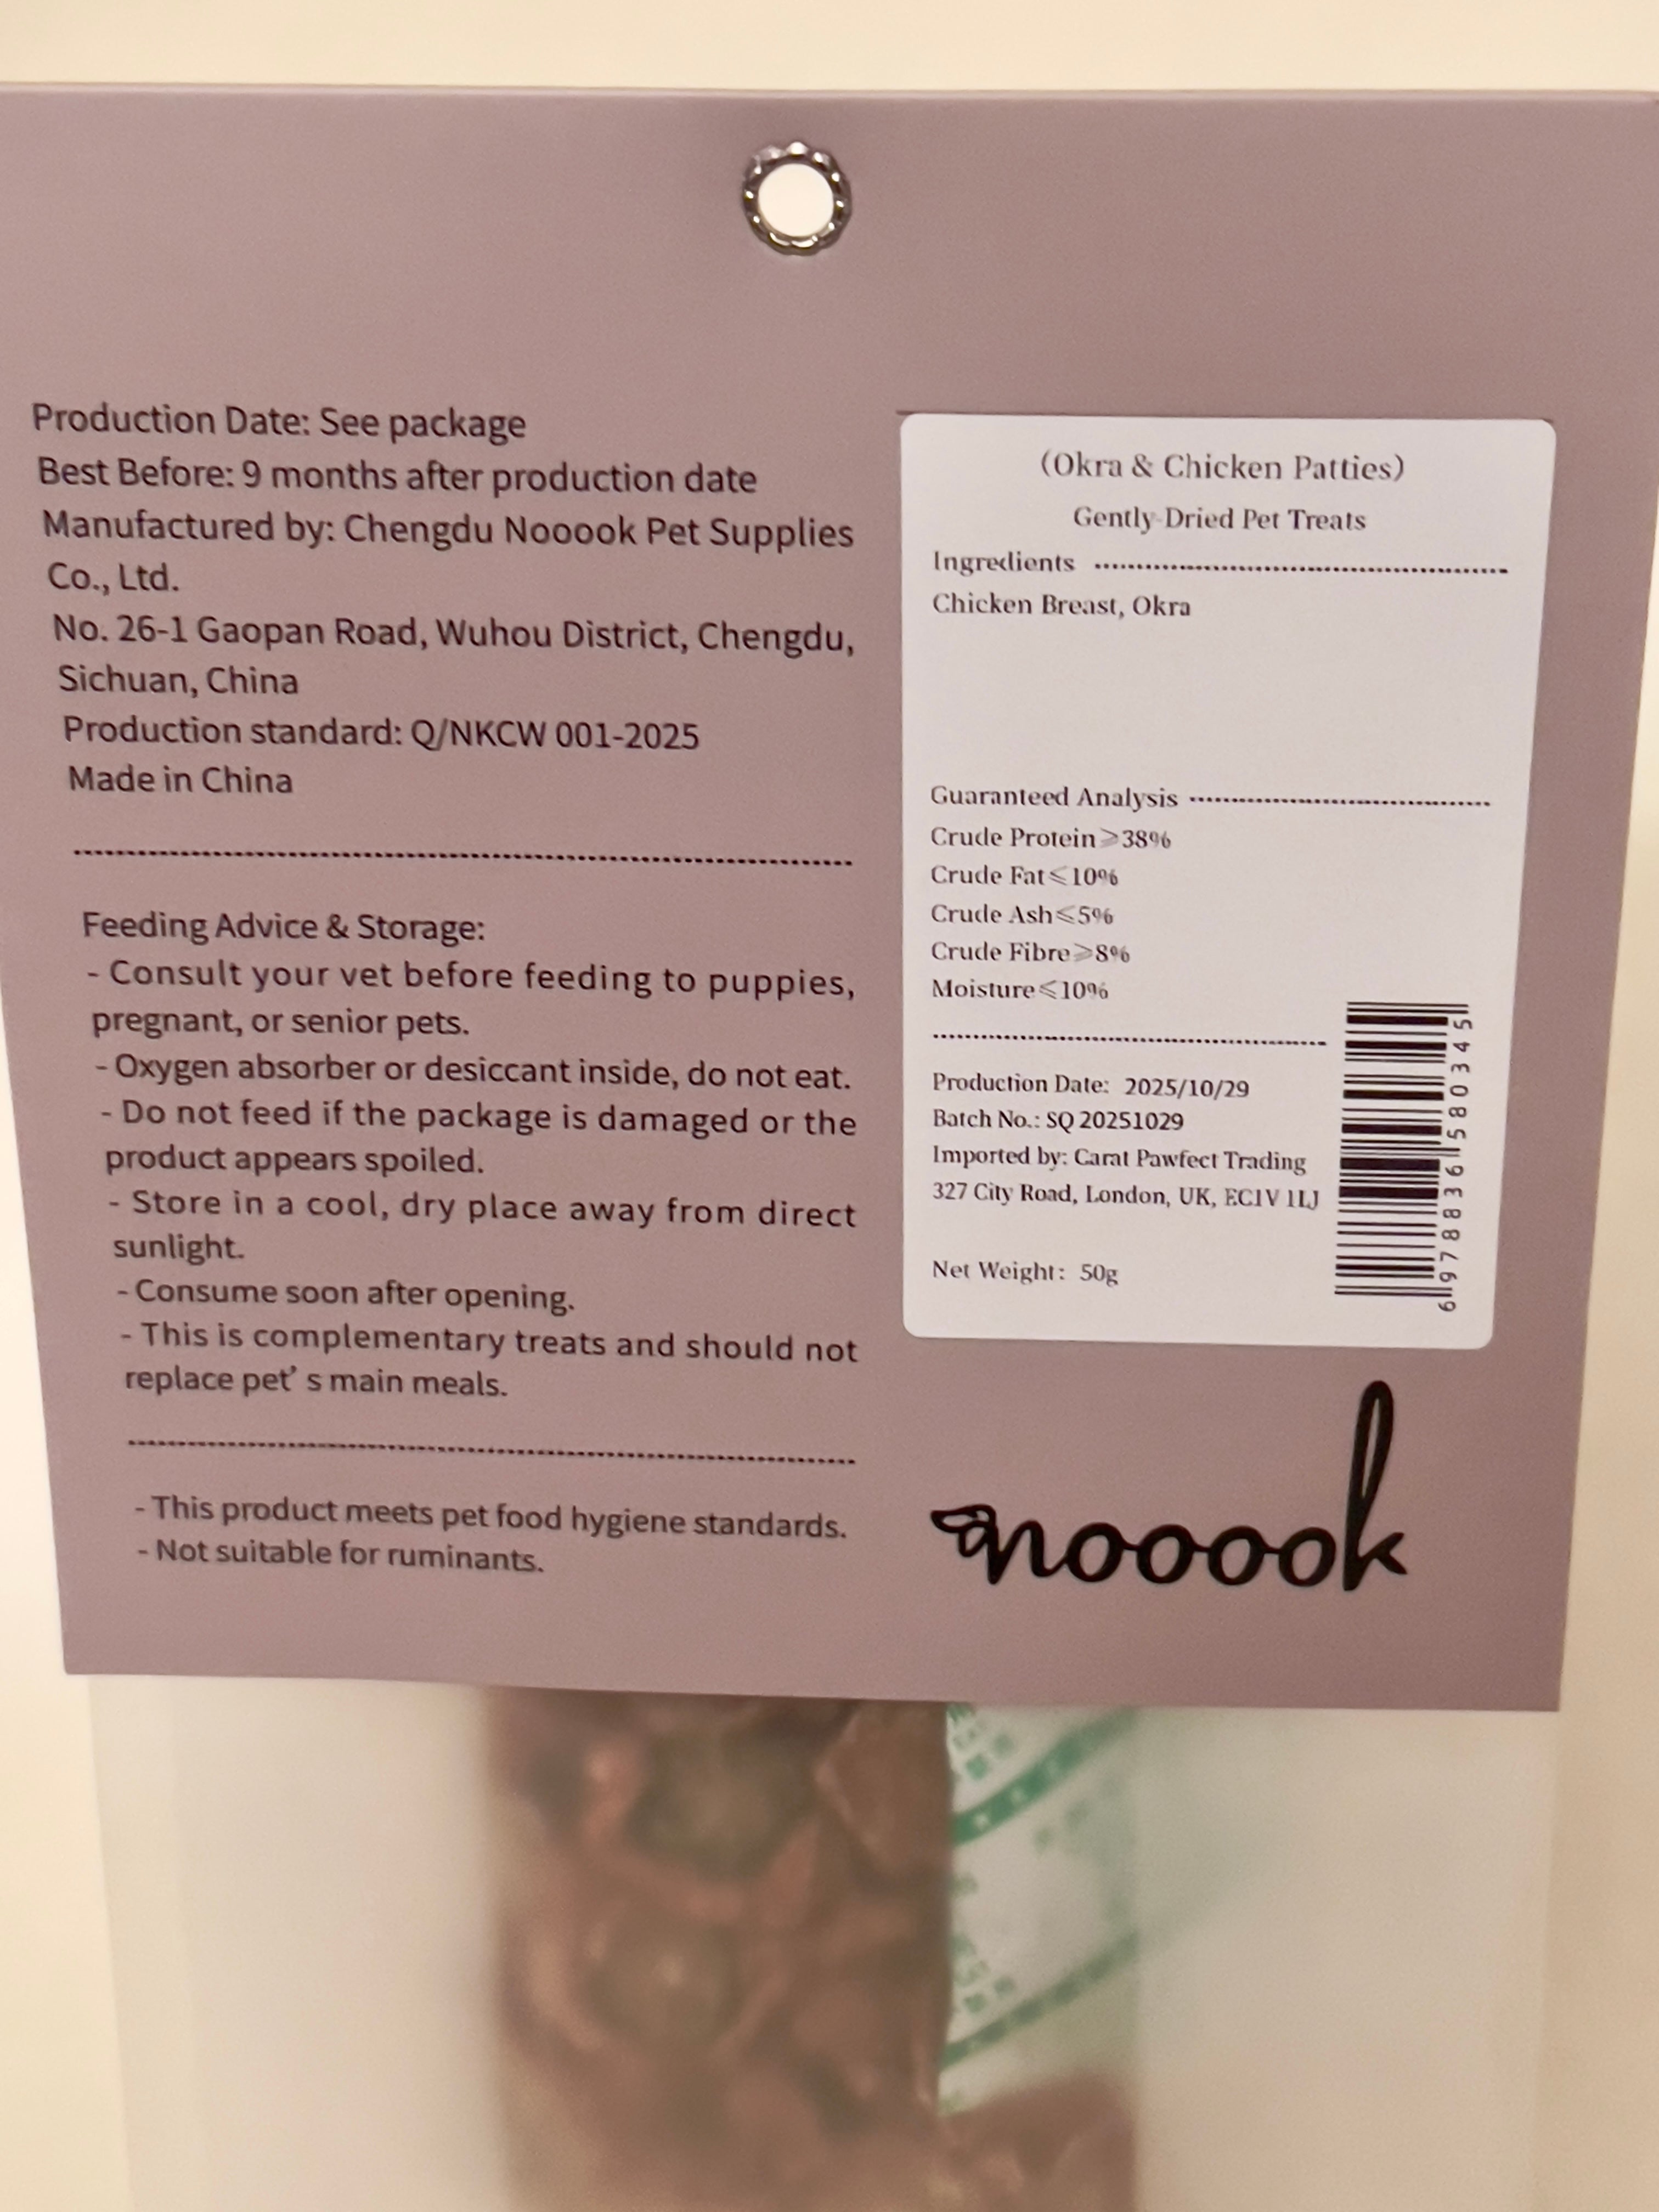 Production Date: See package
Best Before: 9 months after production date
Manufactured by: Chengdu Nooook Pet Supplies
Co., Ltd.
No. 26-1 Gaopan Road, Wuhou District, Chengdu,
Sichuan, China
Production standard: Q/NKCW 001-2025
Made in China
Feeding Advice & Storage:
- Consult your vet before feeding to puppies,
pregnant, or senior pets.
- Oxygen absorber or desiccant inside, do not eat.
- Do not feed if the package is damaged or the
product appears spoiled.
- Store in a cool, dry place away from direct
sunlight.
- Consume soon after opening.
- This is complementary treats and should not
replace pet’ s main meals.
- This product meets pet food hygiene standards.
- Not suitable for ruminants.
(Okra & Chicken Patties)
Gently-Dried Pet Treats
Ingredients
Chicken Breast, Okra
Guaranteed Analysis
Crude Protein⩾38%
Crude Fat⩽10%
Crude Ash⩽5%
Crude Fibre⩾8%
Moisture⩽10%
Production Date: 2025/10/29
Batch No.: SQ 20251029
Imported by: Carat Pawfect Trading
327 City Road, London, UK, EC1V 1LJ
Net Weight: 50g
6 978836 580345
nooook